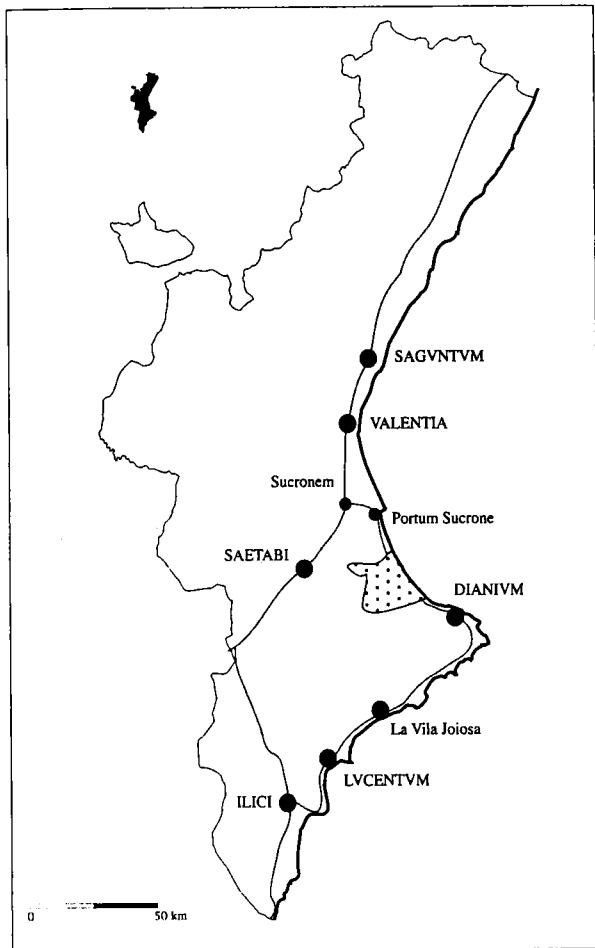 SAGVNTVM
VALENTIA
Sucronem
Portum Sucrone
SAETABI
DIANIVM
La Vila Joiosa
LVCENTVM
ILICI
0 50 km